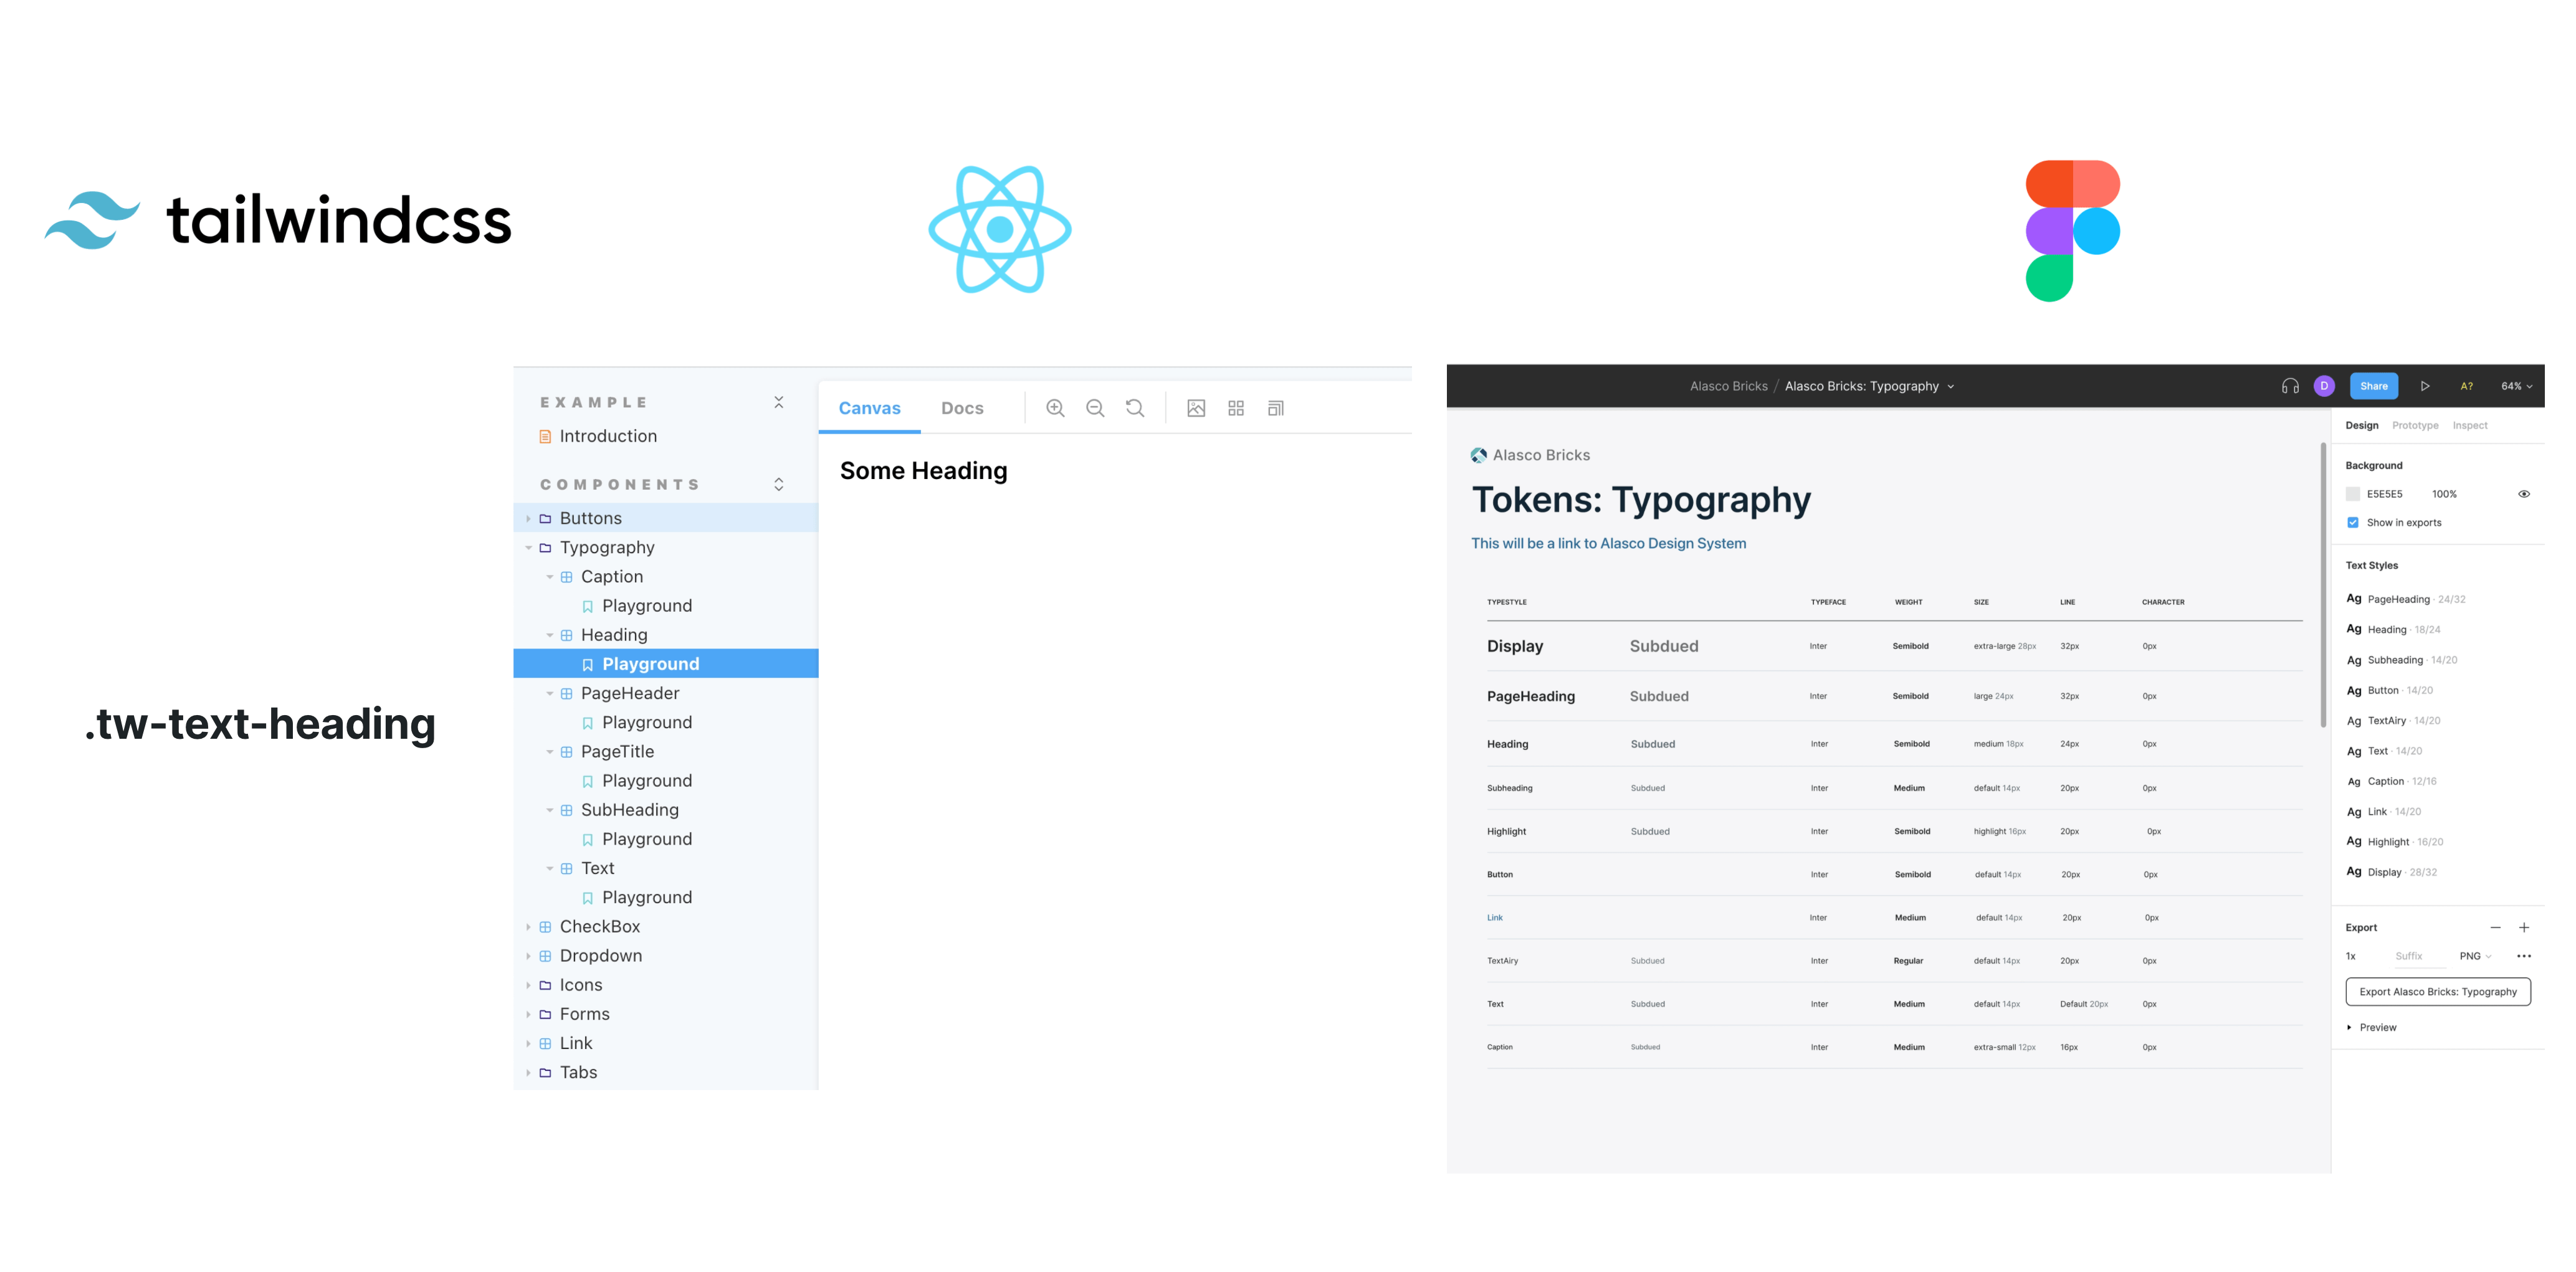 tailwindcss
.tw-text-heading
EXAMPLE
Introduction
COMPONENTS
Buttons
Typography
Caption
Playground
Heading
Playground
PageHeader
Playground
PageTitle
Playground
SubHeading
Playground
Text
Playground
CheckBox
Dropdown
Icons
Forms
Link
Tabs
Canvas Docs
Some Heading
Alasco Bricks / Alasco Bricks: Typography
D Share A? 64%
Alasco Bricks
Tokens: Typography
This will be a link to Alasco Design System
TYPESTYLE TYPEFACE WEIGHT SIZE LINE CHARACTER
Display Subdued Inter Semibold extra-large 28px 32px 0px
PageHeading Subdued Inter Semibold large 24px 32px 0px
Heading Subdued Inter Semibold medium 18px 24px 0px
Subheading Subdued Inter Medium default 14px 20px 0px
Highlight Subdued Inter Semibold highlight 16px 20px 0px
Button Inter Semibold default 14px 20px 0px
Link Inter Medium default 14px 20px 0px
TextAiry Subdued Inter Regular default 14px 20px 0px
Text Subdued Inter Medium default 14px Default 20px 0px
Caption Subdued Inter Medium extra-small 12px 16px 0px
Design Prototype Inspect
Background
E5E5E5 100%
Show in exports
Text Styles
Ag PageHeading · 24/32
Ag Heading · 18/24
Ag Subheading · 14/20
Ag Button · 14/20
Ag TextAiry · 14/20
Ag Text · 14/20
Ag Caption · 12/16
Ag Link · 14/20
Ag Highlight · 16/20
Ag Display · 28/32
Export
1x Suffix PNG
Export Alasco Bricks: Typography
Preview